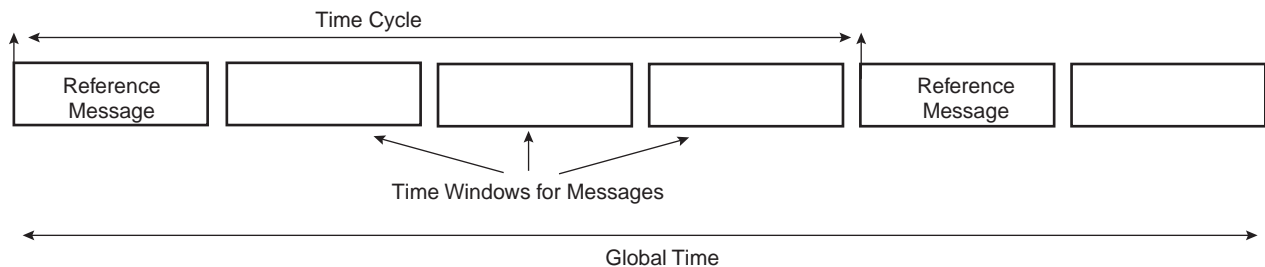 Time Cycle
Reference
Message
Reference
Message
Time Windows for Messages
Global Time